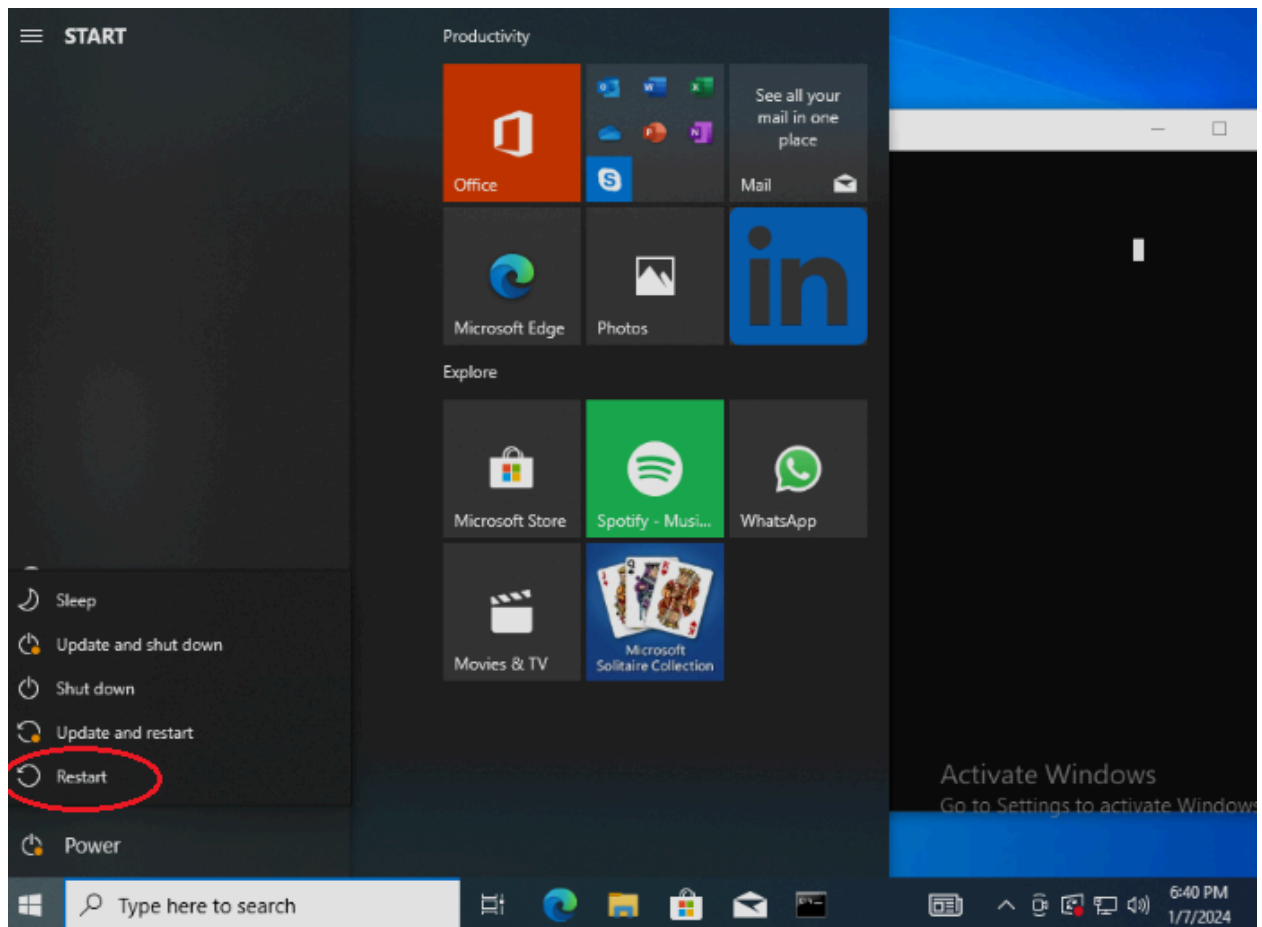 START
Productivity
Office
See all your
mail in one
place
Mail
Microsoft Edge
Photos
in
Explore
Microsoft Store
Spotify - Musi...
WhatsApp
Movies & TV
Microsoft
Solitaire Collection
Sleep
Update and shut down
Shut down
Update and restart
Restart
Power
Activate Windows
Go to Settings to activate Windows
Type here to search
6:40 PM
1/7/2024